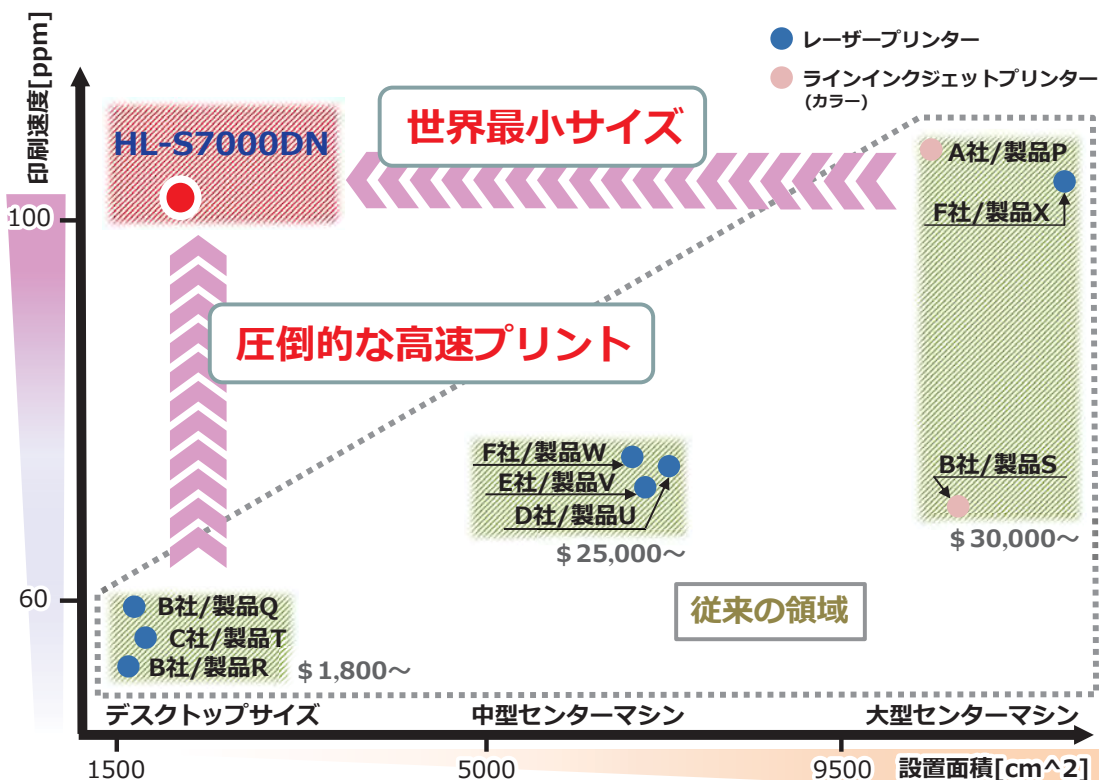 レーザープリンター
ラインインクジェットプリンター
(カラー)
印刷速度[ppm]
世界最小サイズ
HL-S7000DN
A社/製品P
F社/製品X
100
圧倒的な高速プリント
F社/製品W
E社/製品V
D社/製品U
$25,000～
B社/製品S
$30,000～
60
B社/製品Q
C社/製品T
B社/製品R
$1,800～
従来の領域
デスクトップサイズ
中型センターマシン
大型センターマシン
1500
5000
9500
設置面積[cm^2]